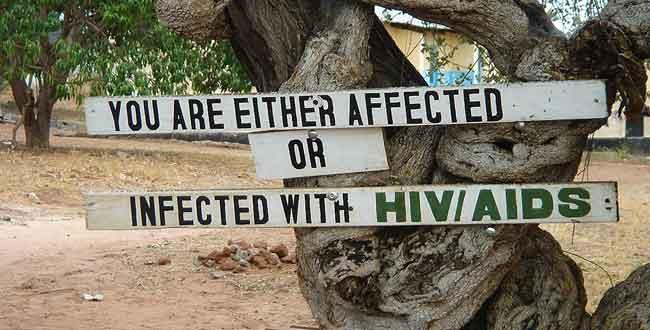 YOU ARE EITHER AFFECTED
OR
INFECTED WITH HIV/AIDS